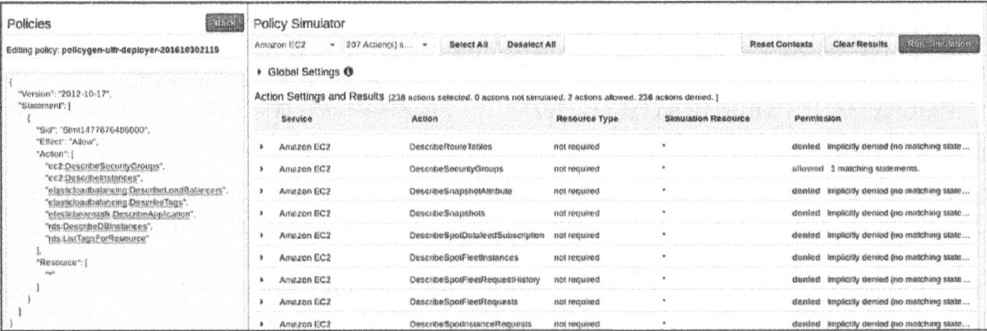 Policies
Back
Editing policy: policygen-ultr-deployer-201610302115
{
"Version": "2012-10-17",
"Statement": [
{
"Sid": "Stmt1477876486000",
"Effect": "Allow",
"Action": [
"ec2:DescribeSecurityGroups",
"ec2:DescribeInstances",
"elasticloadbalancing:DescribeLoadBalancers",
"elasticloadbalancing:DescribeTags",
"elasticbeanstalk:DescribeApplication",
"rds:DescribeDBInstances",
"rds:ListTagsForResource"
],
"Resource": [
"*"
]
}
]
}
Policy Simulator
Amazon EC2 207 Action(s) s... Select All Deselect All Reset Contexts Clear Results Run Simulation
Global Settings
Action Settings and Results [238 actions selected. 0 actions not simulated. 2 actions allowed. 236 actions denied. ]
Service Action Resource Type Simulation Resource Permission
Amazon EC2 DescribeRouteTables not required * denied Implicitly denied (no matching state...
Amazon EC2 DescribeSecurityGroups not required * allowed 1 matching statements.
Amazon EC2 DescribeSnapshotAttribute not required * denied Implicitly denied (no matching state...
Amazon EC2 DescribeSnapshots not required * denied Implicitly denied (no matching state...
Amazon EC2 DescribeSpotDatafeedSubscription not required * denied Implicitly denied (no matching state...
Amazon EC2 DescribeSpotFleetInstances not required * denied Implicitly denied (no matching state...
Amazon EC2 DescribeSpotFleetRequestHistory not required * denied Implicitly denied (no matching state...
Amazon EC2 DescribeSpotFleetRequests not required * denied Implicitly denied (no matching state...
Amazon EC2 DescribeSpotInstanceRequests not required * denied Implicitly denied (no matching state...